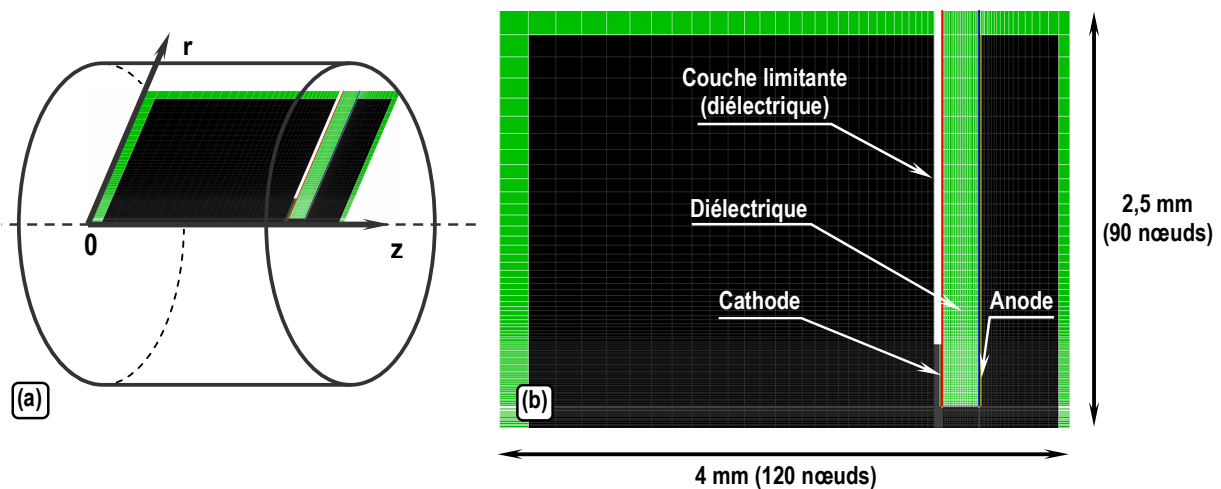 r
0
z
(a)
Couche limitante
(diélectrique)
Diélectrique
Cathode
Anode
(b)
2,5 mm
(90 nœuds)
4 mm (120 nœuds)